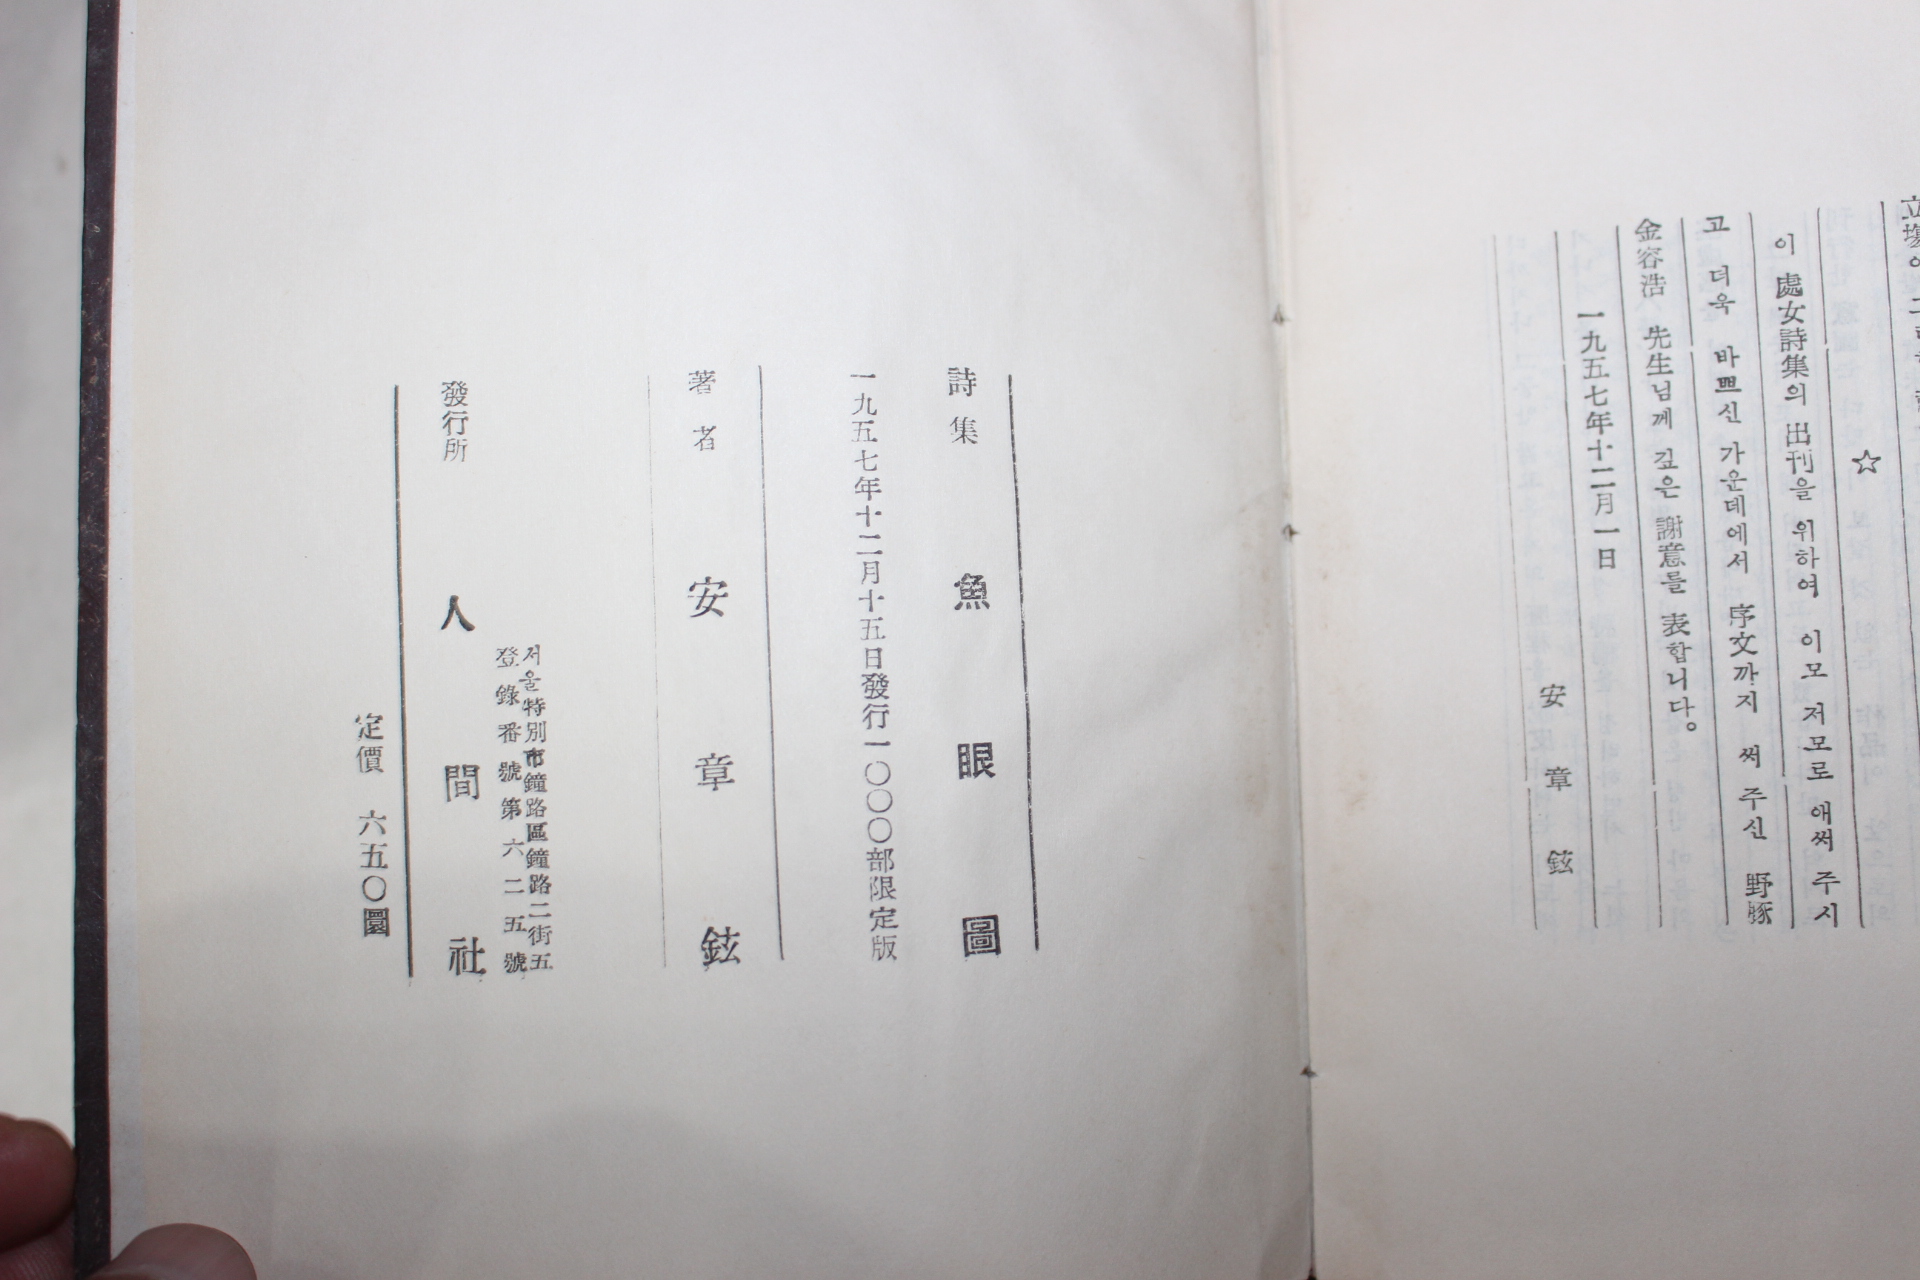 ☆
이 處女詩集의 出刊을 위하여 이모 저모로 애써 주시
고 더욱 바쁘신 가운데에서 序文까지 써 주신 野豚
金容浩 先生님께 깊은 謝意를 表합니다。
一九五七年十二月一日
安章鉉
詩集 魚眼圖
一九五七年十二月十五日發行一〇〇〇部限定版
著者 安章鉉
서울特別市鐘路區鐘路二街五
登錄番號第六二五號
發行所 人間社
定價 六五〇圜